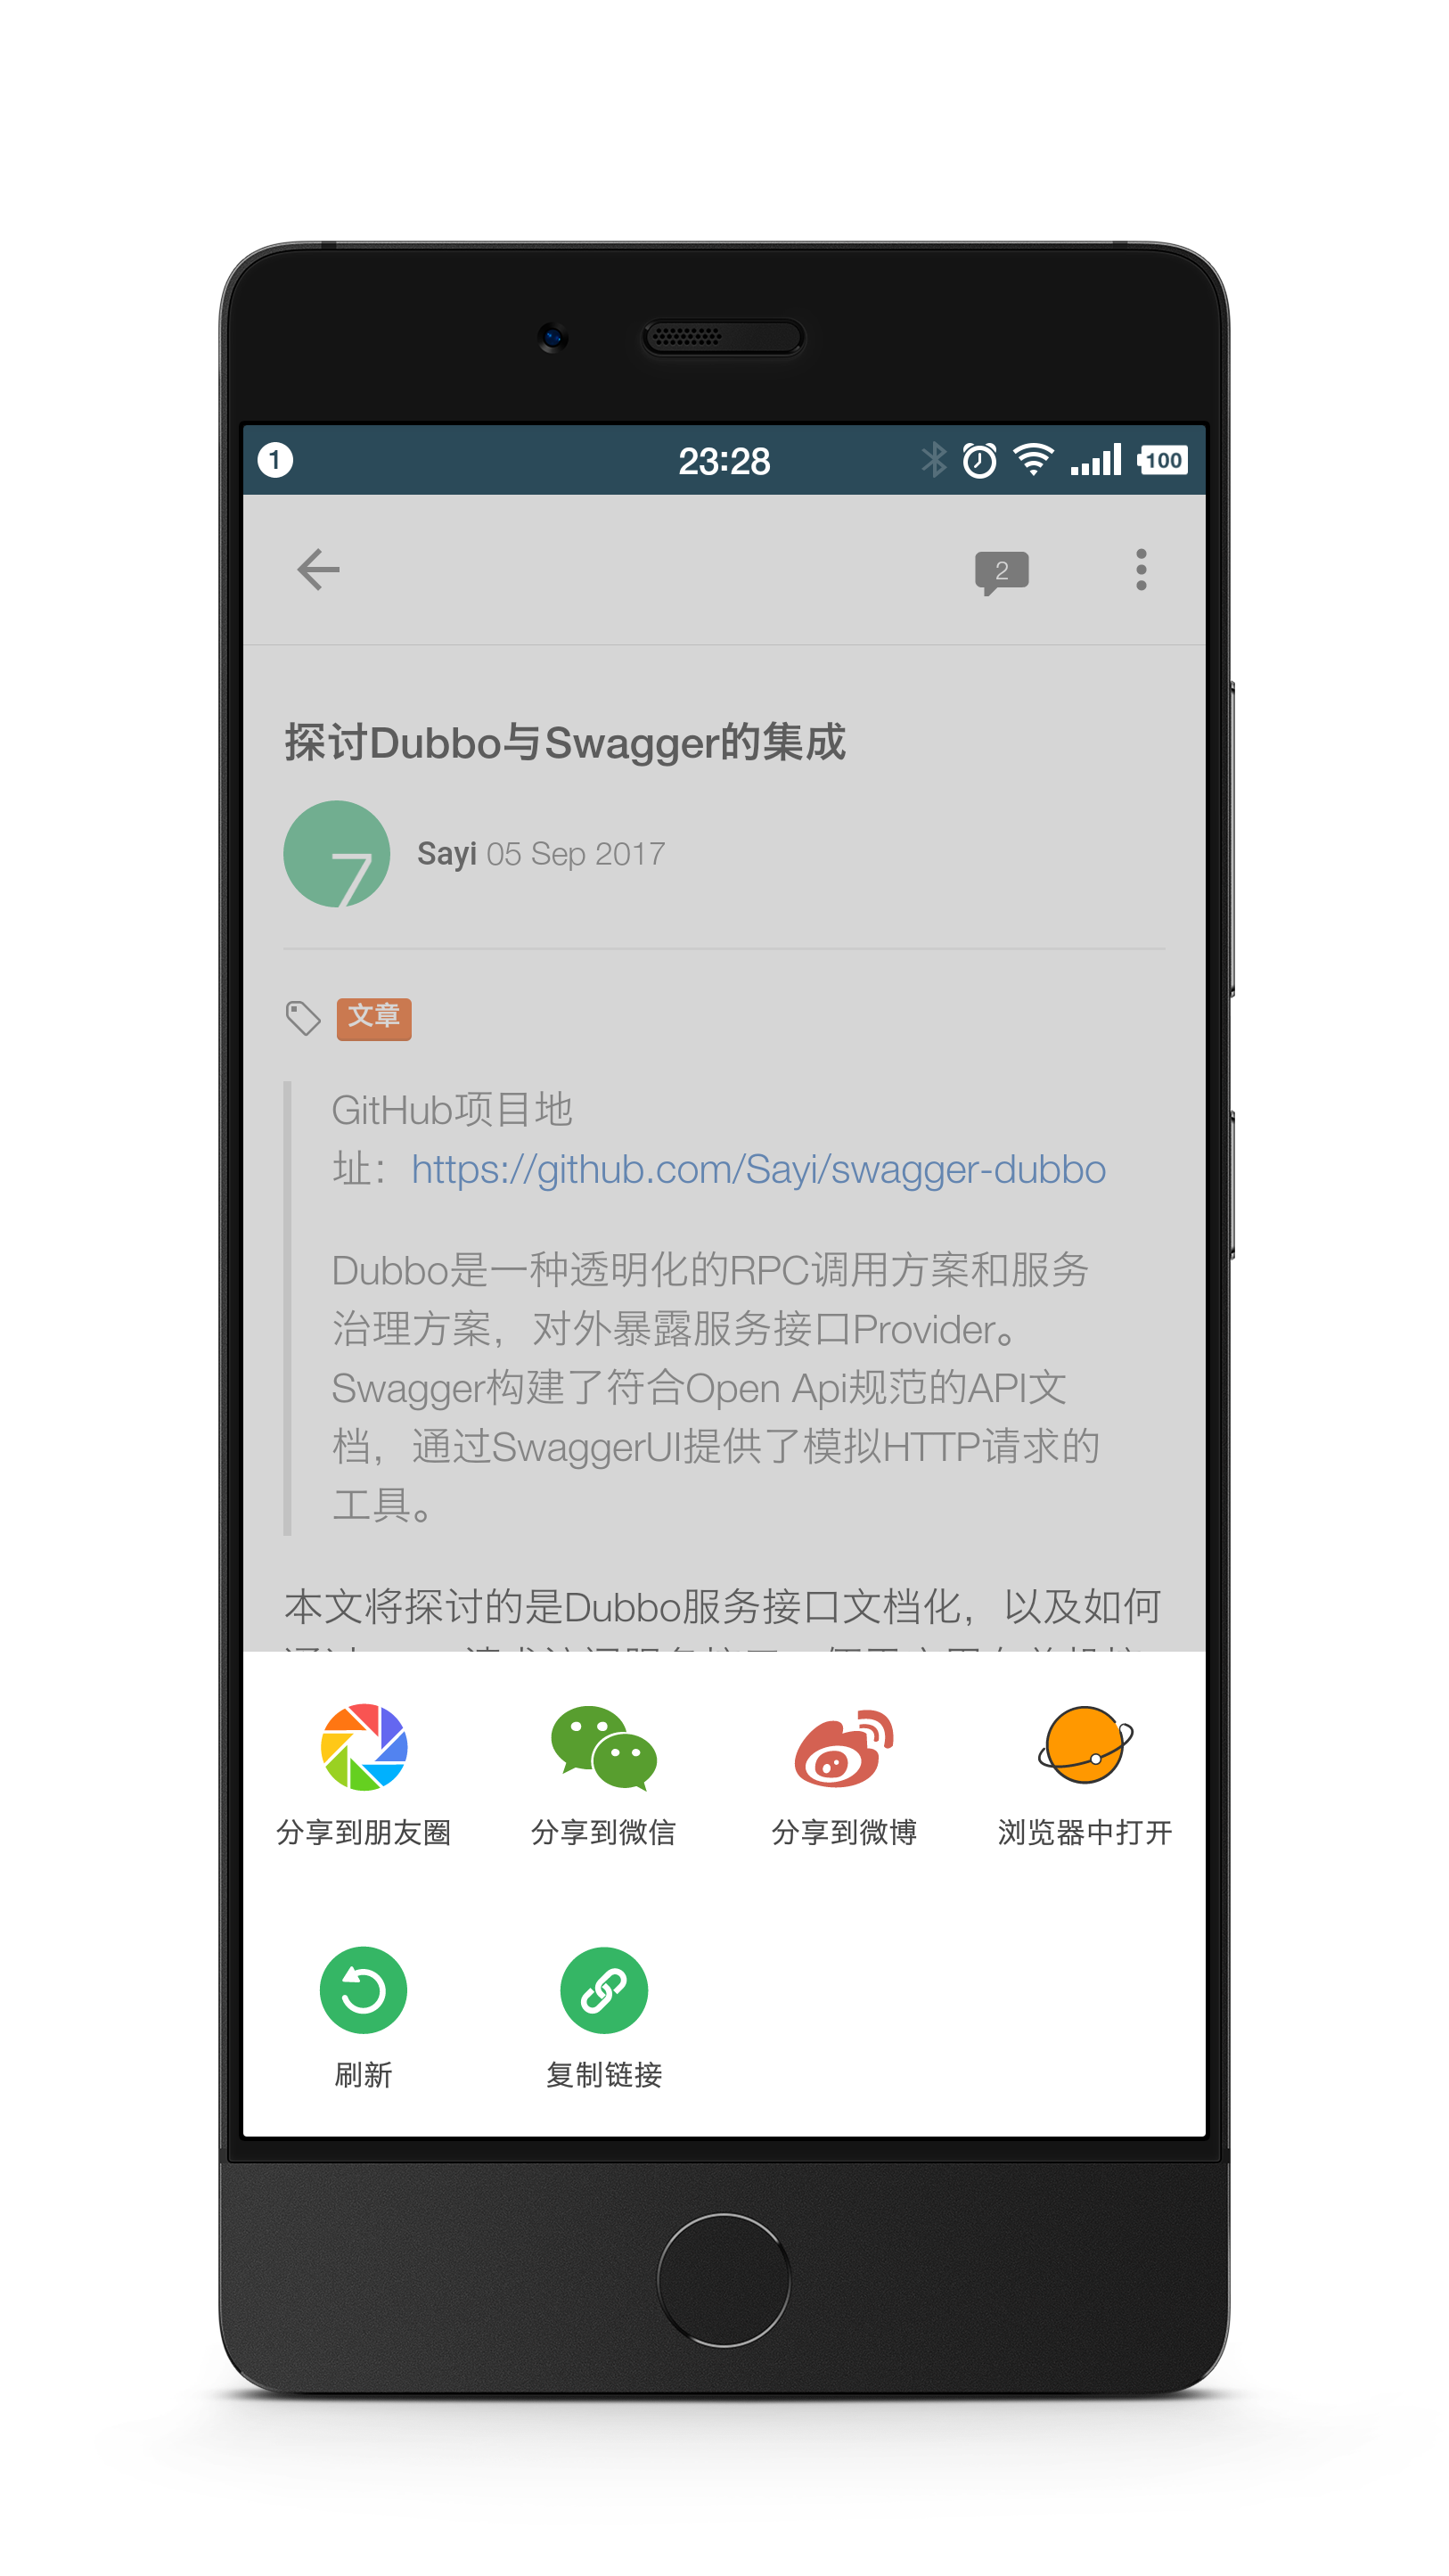 1
23:28
100
2
探讨Dubbo与Swagger的集成
7
Sayi 05 Sep 2017
文章
GitHub项目地
址：https://github.com/Sayi/swagger-dubbo
Dubbo是一种透明化的RPC调用方案和服务
治理方案，对外暴露服务接口Provider。
Swagger构建了符合Open Api规范的API文
档，通过SwaggerUI提供了模拟HTTP请求的
工具。
本文将探讨的是Dubbo服务接口文档化，以及如何
分享到朋友圈
分享到微信
分享到微博
浏览器中打开
刷新
复制链接